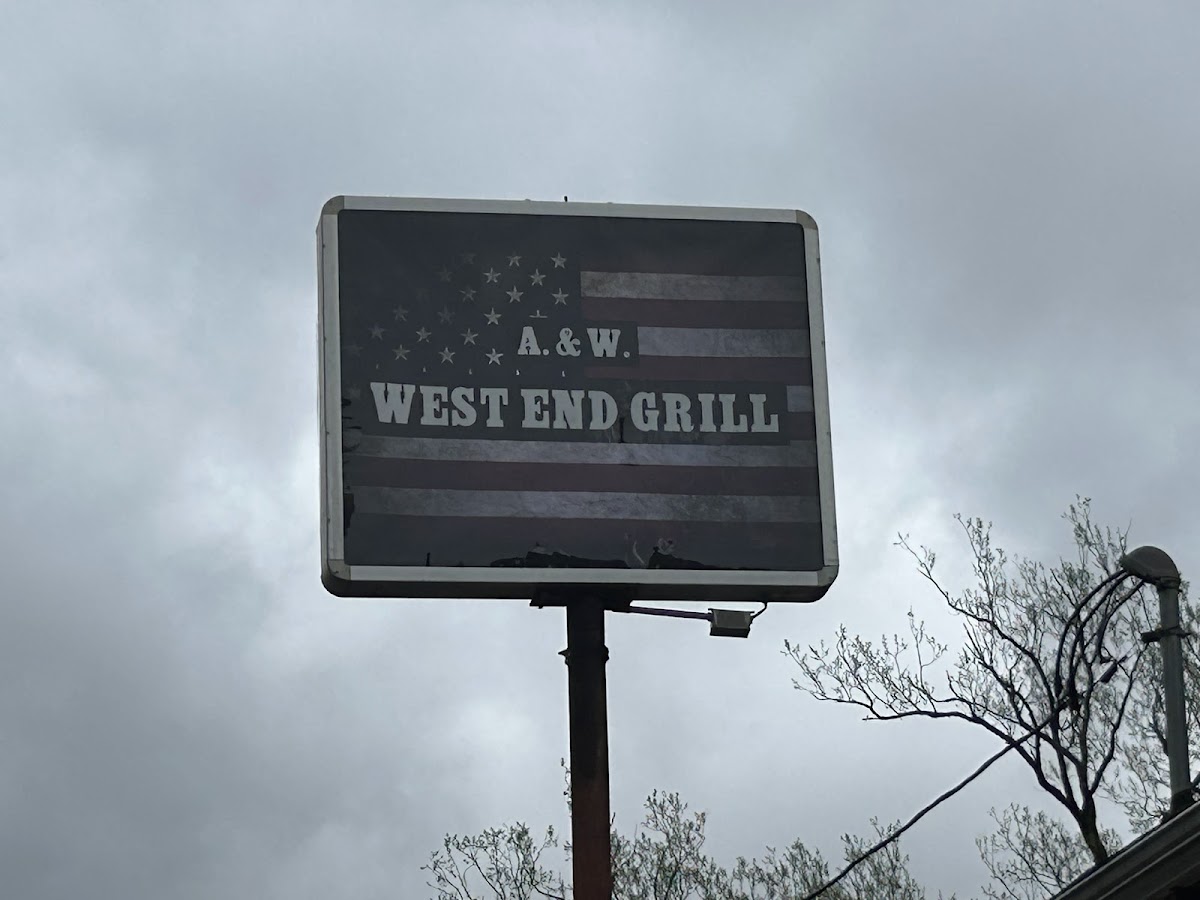 A. & W.
WEST END GRILL